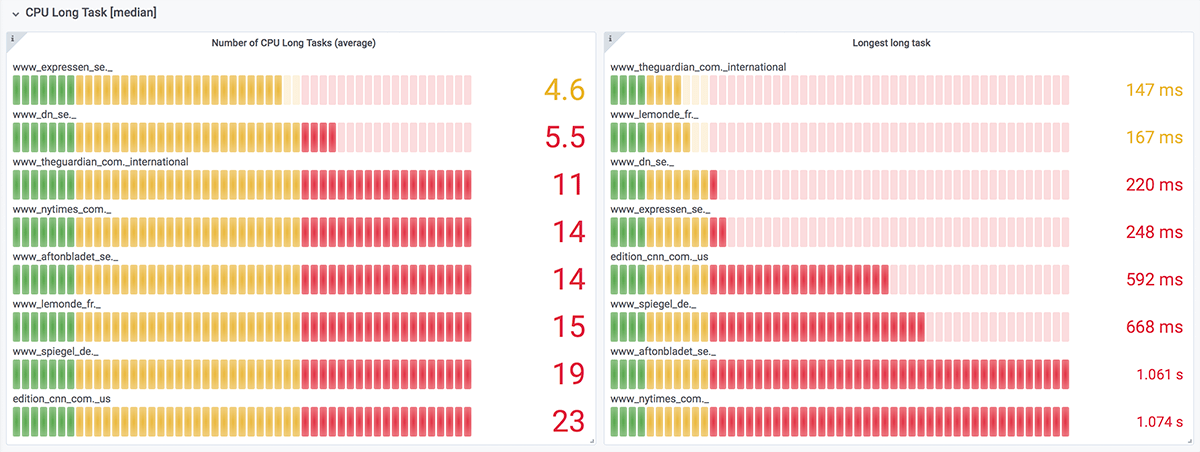 CPU Long Task [median]
Number of CPU Long Tasks (average)
www_expressen_se._
4.6
www_dn_se._
5.5
www_theguardian_com._international
11
www_nytimes_com._
14
www_aftonbladet_se._
14
www_lemonde_fr._
15
www_spiegel_de._
19
edition_cnn_com._us
23
Longest long task
www_theguardian_com._international
147 ms
www_lemonde_fr._
167 ms
www_dn_se._
220 ms
www_expressen_se._
248 ms
edition_cnn_com._us
592 ms
www_spiegel_de._
668 ms
www_aftonbladet_se._
1.061 s
www_nytimes_com._
1.074 s